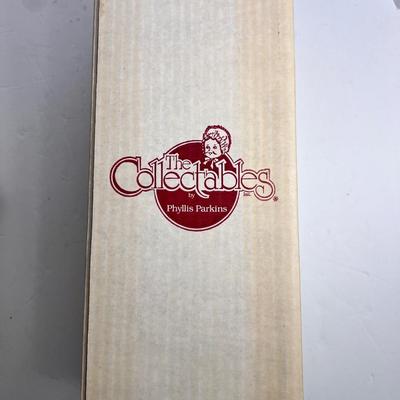 The
Collectables
by inc.
Phyllis Parkins ®